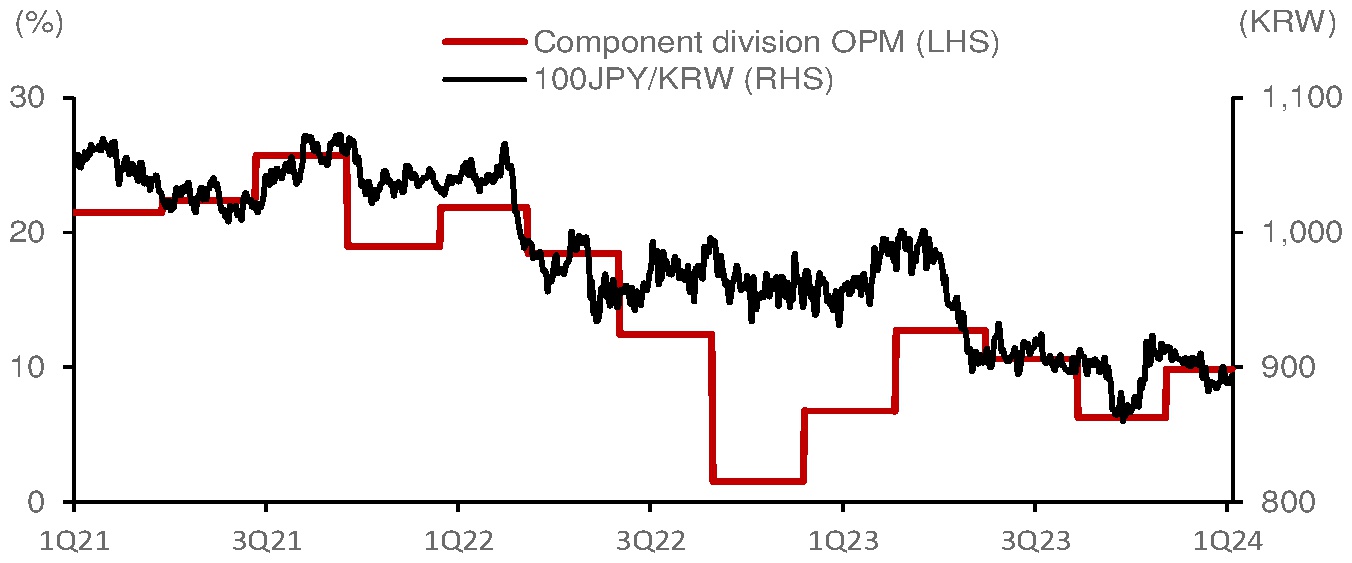 (%)
(KRW)
Component division OPM (LHS)
100JPY/KRW (RHS)
30
1,100
20
1,000
10
900
0
800
1Q21
3Q21
1Q22
3Q22
1Q23
3Q23
1Q24